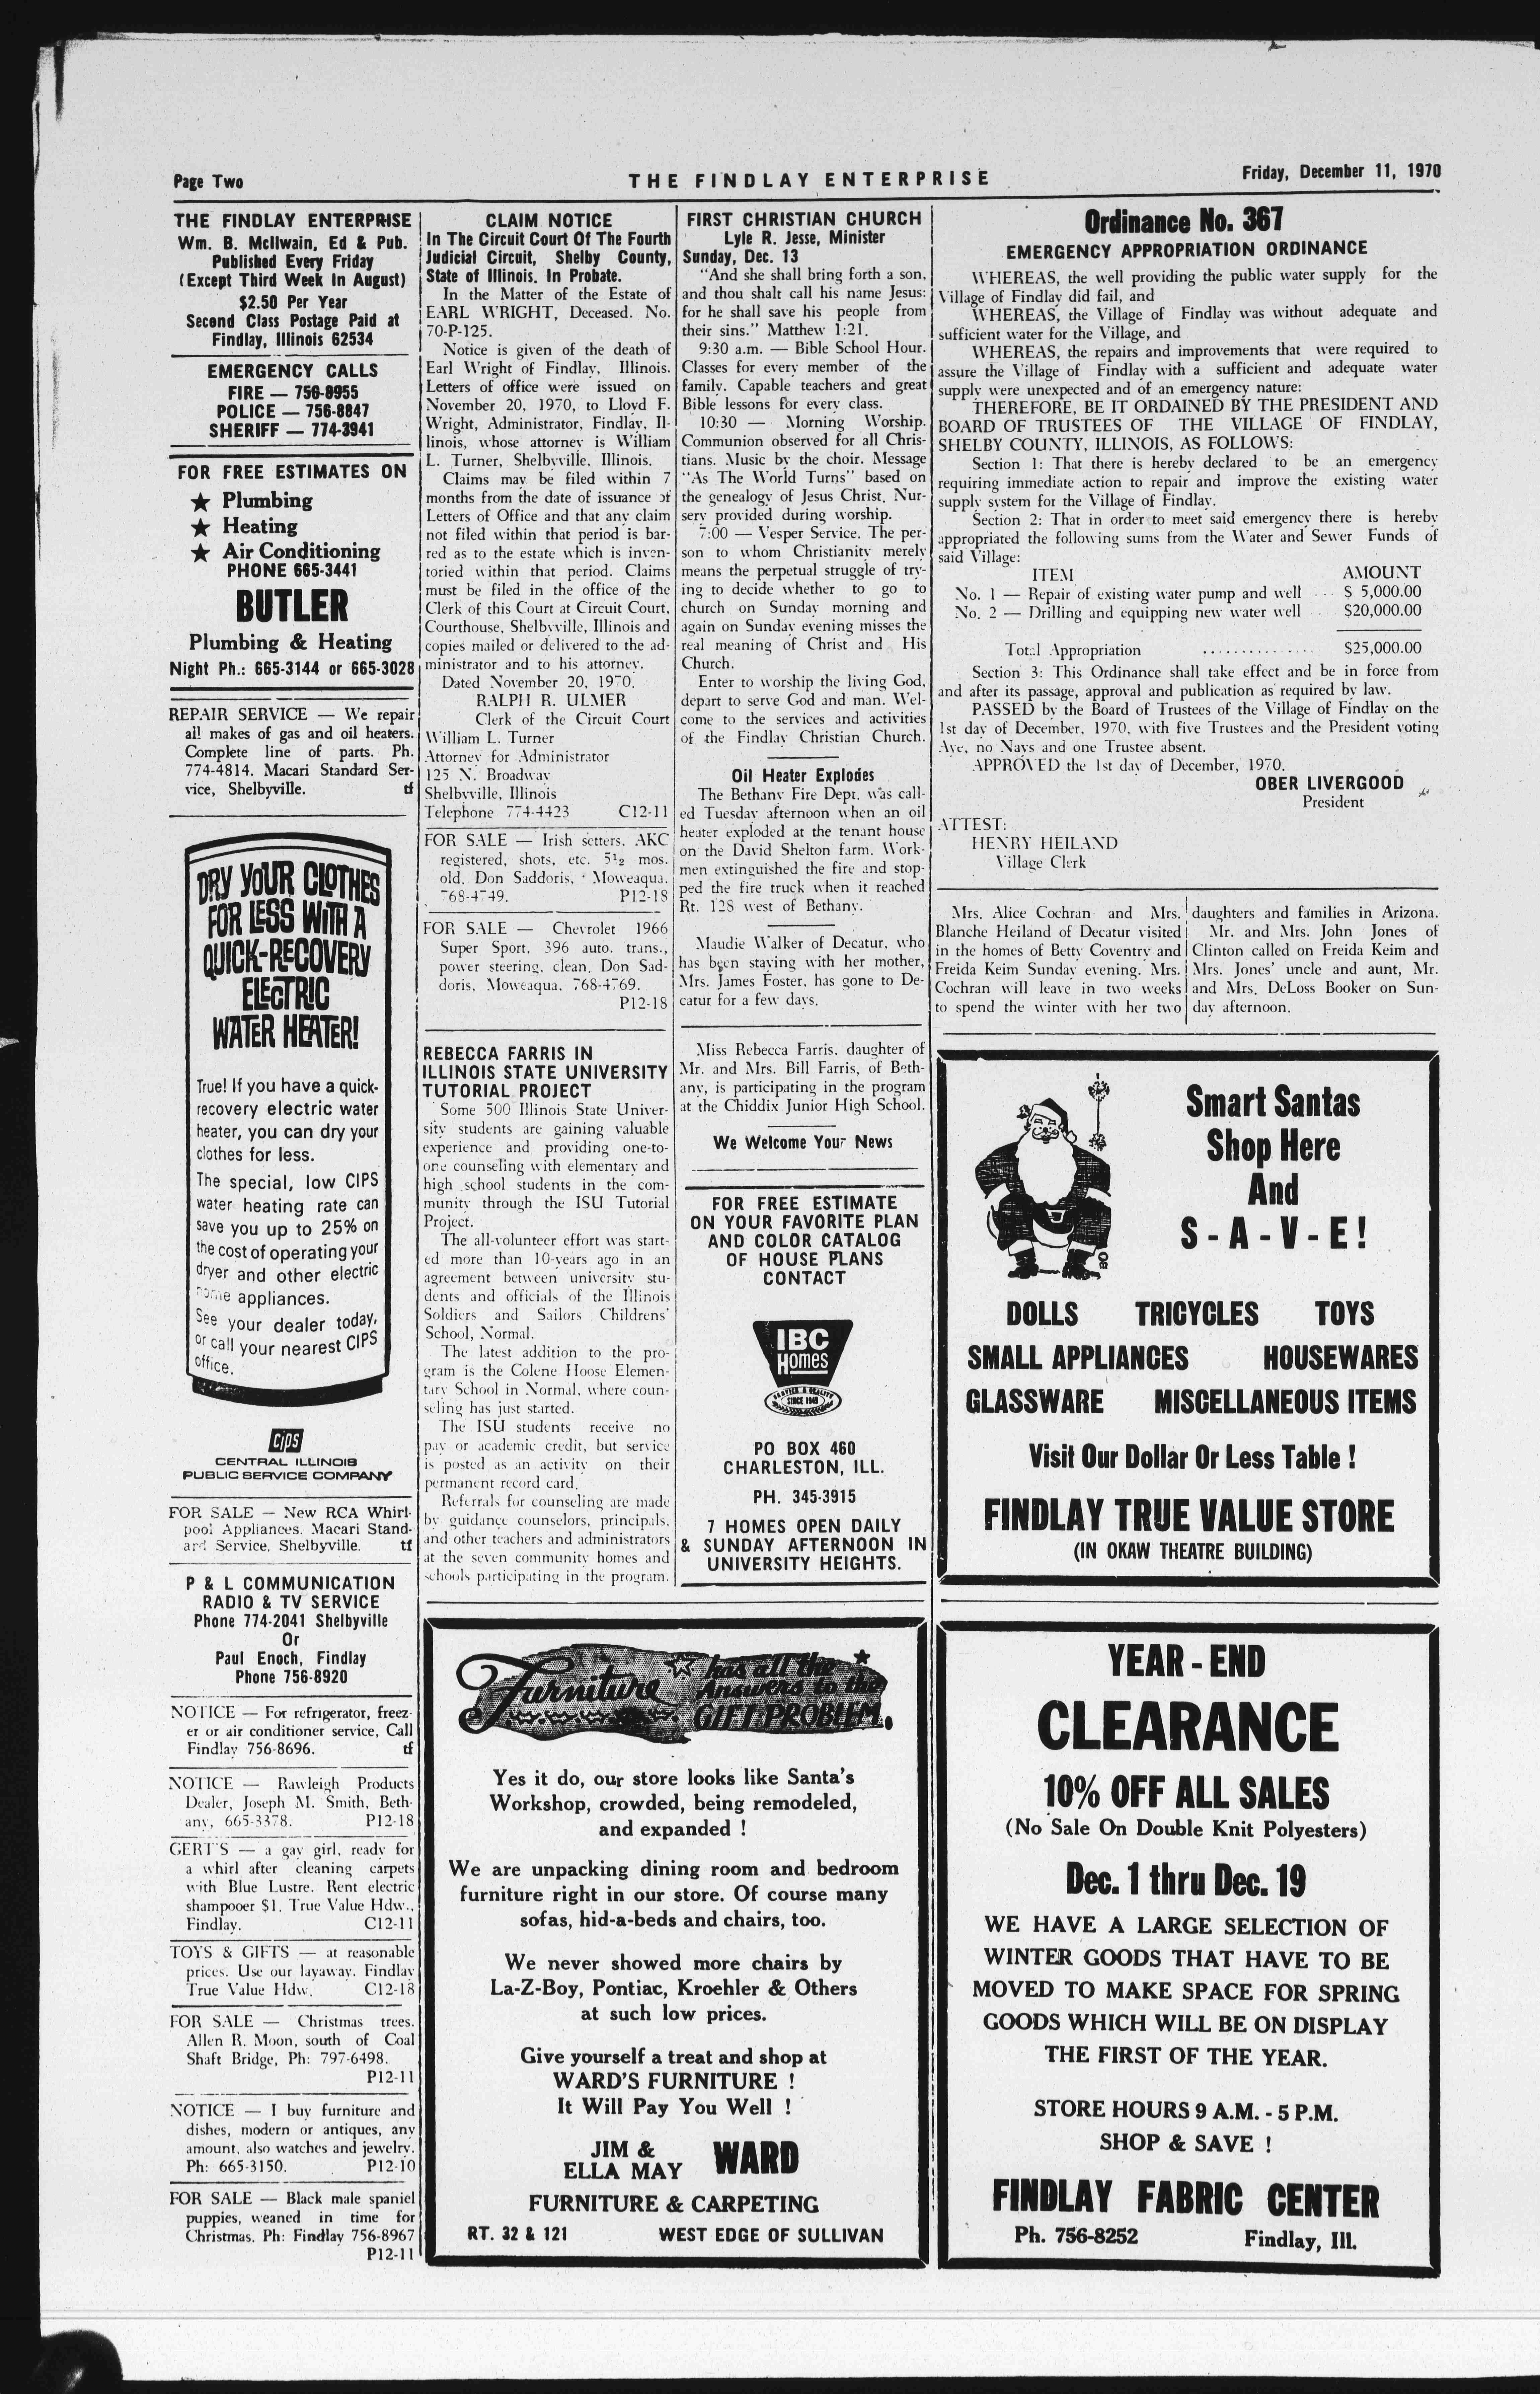 Page Two
THE FINDLAY ENTERPRISE
Friday, December 11, 1970
THE FINDLAY ENTERPRISE
Wm. B. McIlwain, Ed & Pub.
Published Every Friday
(Except Third Week In August)
$2.50 Per Year
Second Class Postage Paid at
Findlay, Illinois 62534
EMERGENCY CALLS
FIRE — 756-8955
POLICE — 756-8847
SHERIFF — 774-3941
FOR FREE ESTIMATES ON
★ Plumbing
★ Heating
★ Air Conditioning
PHONE 665-3441
BUTLER
Plumbing & Heating
Night Ph.: 665-3144 or 665-3028
REPAIR SERVICE — We repair
all makes of gas and oil heaters.
Complete line of parts. Ph.
774-4814. Macari Standard Ser-
vice, Shelbyville. tf
DRY YOUR CLOTHES
FOR LESS WITH A
QUICK-RECOVERY
ELECTRIC
WATER HEATER!
True! If you have a quick-
recovery electric water
heater, you can dry your
clothes for less.
The special, low CIPS
water heating rate can
save you up to 25% on
the cost of operating your
dryer and other electric
home appliances.
See your dealer today,
or call your nearest CIPS
office.
CIPS
CENTRAL ILLINOIS
PUBLIC SERVICE COMPANY
FOR SALE — New RCA Whirl-
pool Appliances. Macari Stand-
ard Service, Shelbyville. tf
P & L COMMUNICATION
RADIO & TV SERVICE
Phone 774-2041 Shelbyville
Or
Paul Enoch, Findlay
Phone 756-8920
NOTICE — For refrigerator, freez-
er or air conditioner service, Call
Findlay 756-8696. tf
NOTICE — Rawleigh Products
Dealer, Joseph M. Smith, Beth-
any, 665-3378. P12-18
GERT'S — a gay girl, ready for
a whirl after cleaning carpets
with Blue Lustre. Rent electric
shampooer $1. True Value Hdw.,
Findlay. C12-11
TOYS & GIFTS — at reasonable
prices. Use our layaway. Findlay
True Value Hdw. C12-18
FOR SALE — Christmas trees.
Allen R. Moon, south of Coal
Shaft Bridge, Ph: 797-6498.
P12-11
NOTICE — I buy furniture and
dishes, modern or antiques, any
amount, also watches and jewelry.
Ph: 665-3150. P12-10
FOR SALE — Black male spaniel
puppies, weaned in time for
Christmas. Ph: Findlay 756-8967
P12-11
CLAIM NOTICE
In The Circuit Court Of The Fourth
Judicial Circuit, Shelby County,
State of Illinois. In Probate.
In the Matter of the Estate of
EARL WRIGHT, Deceased. No.
70-P-125.
Notice is given of the death of
Earl Wright of Findlay, Illinois.
Letters of office were issued on
November 20, 1970, to Lloyd F.
Wright, Administrator, Findlay, Il-
linois, whose attorney is William
L. Turner, Shelbyville, Illinois.
Claims may be filed within 7
months from the date of issuance of
Letters of Office and that any claim
not filed within that period is bar-
red as to the estate which is inven-
toried within that period. Claims
must be filed in the office of the
Clerk of this Court at Circuit Court,
Courthouse, Shelbyville, Illinois and
copies mailed or delivered to the ad-
ministrator and to his attorney.
Dated November 20, 1970.
RALPH R. ULMER
Clerk of the Circuit Court
William L. Turner
Attorney for Administrator
125 N. Broadway
Shelbyville, Illinois
Telephone 774-4423 C12-11
FOR SALE — Irish setters, AKC
registered, shots, etc. 5½ mos.
old. Don Saddoris, Moweaqua.
768-4749. P12-18
FOR SALE — Chevrolet 1966
Super Sport, 396 auto. trans.,
power steering, clean. Don Sad-
doris, Moweaqua. 768-4769.
P12-18
REBECCA FARRIS IN
ILLINOIS STATE UNIVERSITY
TUTORIAL PROJECT
Some 500 Illinois State Univer-
sity students are gaining valuable
experience and providing one-to-
one counseling with elementary and
high school students in the com-
munity through the ISU Tutorial
Project.
The all-volunteer effort was start-
ed more than 10-years ago in an
agreement between university stu-
dents and officials of the Illinois
Soldiers and Sailors Childrens'
School, Normal.
The latest addition to the pro-
gram is the Colene Hoose Elemen-
tary School in Normal, where coun-
seling has just started.
The ISU students receive no
pay or academic credit, but service
is posted as an activity on their
permanent record card.
Referrals for counseling are made
by guidance counselors, principals,
and other teachers and administrators
at the seven community homes and
schools participating in the program.
FIRST CHRISTIAN CHURCH
Lyle R. Jesse, Minister
Sunday, Dec. 13
"And she shall bring forth a son,
and thou shalt call his name Jesus:
for he shall save his people from
their sins." Matthew 1:21.
9:30 a.m. — Bible School Hour.
Classes for every member of the
family. Capable teachers and great
Bible lessons for every class.
10:30 — Morning Worship.
Communion observed for all Chris-
tians. Music by the choir. Message
"As The World Turns" based on
the genealogy of Jesus Christ. Nur-
sery provided during worship.
7:00 — Vesper Service. The per-
son to whom Christianity merely
means the perpetual struggle of try-
ing to decide whether to go to
church on Sunday morning and
again on Sunday evening misses the
real meaning of Christ and His
Church.
Enter to worship the living God,
depart to serve God and man. Wel-
come to the services and activities
of the Findlay Christian Church.
Oil Heater Explodes
The Bethany Fire Dept. was call-
ed Tuesday afternoon when an oil
heater exploded at the tenant house
on the David Shelton farm. Work-
men extinguished the fire and stop-
ped the fire truck when it reached
Rt. 128 west of Bethany.
Maudie Walker of Decatur, who
has been staying with her mother,
Mrs. James Foster, has gone to De-
catur for a few days.
Miss Rebecca Farris, daughter of
Mr. and Mrs. Bill Farris, of Beth-
any, is participating in the program
at the Chiddix Junior High School.
We Welcome Your News
FOR FREE ESTIMATE
ON YOUR FAVORITE PLAN
AND COLOR CATALOG
OF HOUSE PLANS
CONTACT
IBC
Homes
SERVICE & QUALITY
SINCE 1949
PO BOX 460
CHARLESTON, ILL.
PH. 345-3915
7 HOMES OPEN DAILY
& SUNDAY AFTERNOON IN
UNIVERSITY HEIGHTS.
Furniture has all the
Answers to the
GIFT PROBLEM.
Yes it do, our store looks like Santa's
Workshop, crowded, being remodeled,
and expanded !
We are unpacking dining room and bedroom
furniture right in our store. Of course many
sofas, hid-a-beds and chairs, too.
We never showed more chairs by
La-Z-Boy, Pontiac, Kroehler & Others
at such low prices.
Give yourself a treat and shop at
WARD'S FURNITURE !
It Will Pay You Well !
JIM &
ELLA MAY WARD
FURNITURE & CARPETING
RT. 32 & 121 WEST EDGE OF SULLIVAN
Ordinance No. 367
EMERGENCY APPROPRIATION ORDINANCE
WHEREAS, the well providing the public water supply for the
Village of Findlay did fail, and
WHEREAS, the Village of Findlay was without adequate and
sufficient water for the Village, and
WHEREAS, the repairs and improvements that were required to
assure the Village of Findlay with a sufficient and adequate water
supply were unexpected and of an emergency nature:
THEREFORE, BE IT ORDAINED BY THE PRESIDENT AND
BOARD OF TRUSTEES OF THE VILLAGE OF FINDLAY,
SHELBY COUNTY, ILLINOIS, AS FOLLOWS:
Section 1: That there is hereby declared to be an emergency
requiring immediate action to repair and improve the existing water
supply system for the Village of Findlay.
Section 2: That in order to meet said emergency there is hereby
appropriated the following sums from the Water and Sewer Funds of
said Village:
ITEM AMOUNT
No. 1 — Repair of existing water pump and well ... $ 5,000.00
No. 2 — Drilling and equipping new water well . $20,000.00
Total Appropriation .............. $25,000.00
Section 3: This Ordinance shall take effect and be in force from
and after its passage, approval and publication as required by law.
PASSED by the Board of Trustees of the Village of Findlay on the
1st day of December, 1970, with five Trustees and the President voting
Aye, no Nays and one Trustee absent.
APPROVED the 1st day of December, 1970.
OBER LIVERGOOD
President
ATTEST:
HENRY HEILAND
Village Clerk
Mrs. Alice Cochran and Mrs.
Blanche Heiland of Decatur visited
in the homes of Betty Coventry and
Freida Keim Sunday evening. Mrs.
Cochran will leave in two weeks
to spend the winter with her two
daughters and families in Arizona.
Mr. and Mrs. John Jones of
Clinton called on Freida Keim and
Mrs. Jones' uncle and aunt, Mr.
and Mrs. DeLoss Booker on Sun-
day afternoon.
Smart Santas
Shop Here
And
S - A - V - E !
DOLLS TRICYCLES TOYS
SMALL APPLIANCES HOUSEWARES
GLASSWARE MISCELLANEOUS ITEMS
Visit Our Dollar Or Less Table !
FINDLAY TRUE VALUE STORE
(IN OKAW THEATRE BUILDING)
YEAR - END
CLEARANCE
10% OFF ALL SALES
(No Sale On Double Knit Polyesters)
Dec. 1 thru Dec. 19
WE HAVE A LARGE SELECTION OF
WINTER GOODS THAT HAVE TO BE
MOVED TO MAKE SPACE FOR SPRING
GOODS WHICH WILL BE ON DISPLAY
THE FIRST OF THE YEAR.
STORE HOURS 9 A.M. - 5 P.M.
SHOP & SAVE !
FINDLAY FABRIC CENTER
Ph. 756-8252 Findlay, Ill.